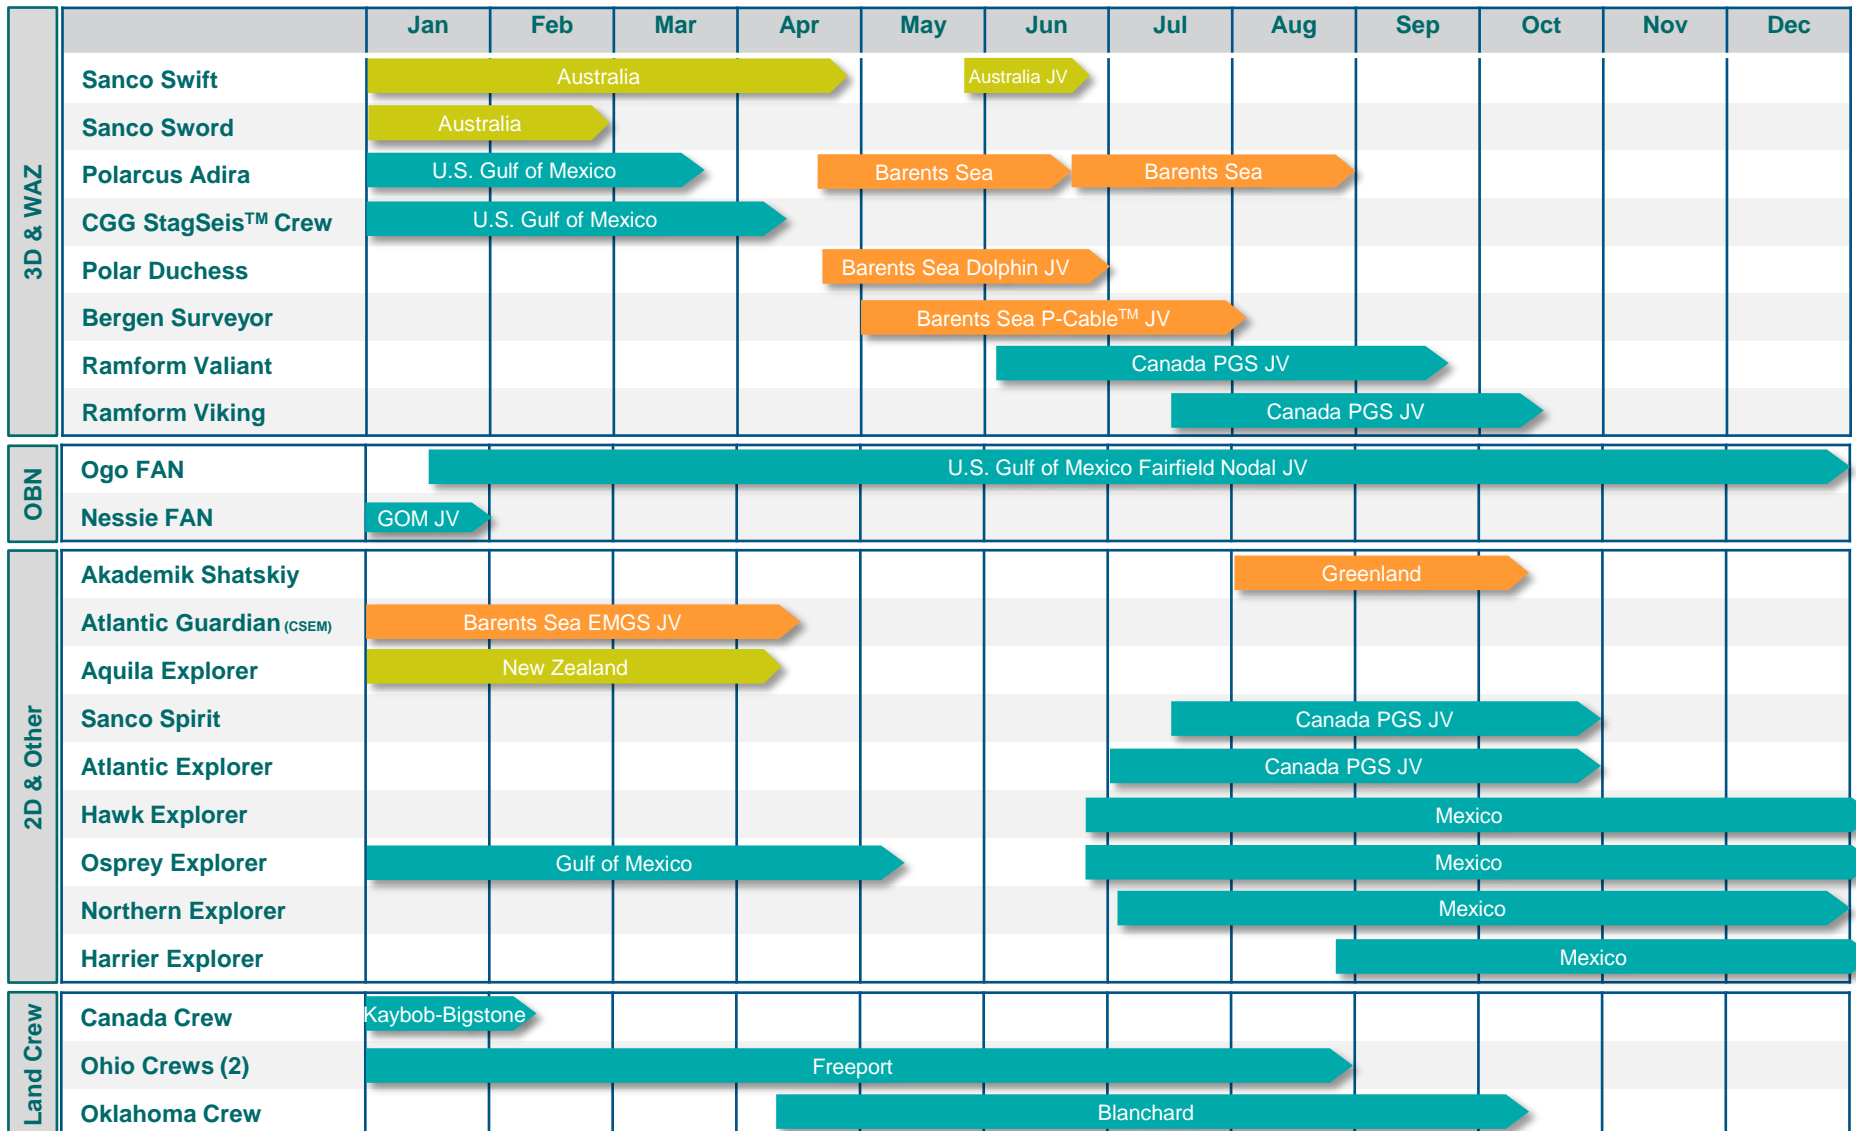 Jan Feb Mar Apr May Jun Jul Aug Sep Oct Nov Dec
3D & WAZ
Sanco Swift Australia Australia JV
Sanco Sword Australia
Polarcus Adira U.S. Gulf of Mexico Barents Sea Barents Sea
CGG StagSeis™ Crew U.S. Gulf of Mexico
Polar Duchess Barents Sea Dolphin JV
Bergen Surveyor Barents Sea P-Cable™ JV
Ramform Valiant Canada PGS JV
Ramform Viking Canada PGS JV
OBN
Ogo FAN U.S. Gulf of Mexico Fairfield Nodal JV
Nessie FAN GOM JV
2D & Other
Akademik Shatskiy Greenland
Atlantic Guardian (CSEM) Barents Sea EMGS JV
Aquila Explorer New Zealand
Sanco Spirit Canada PGS JV
Atlantic Explorer Canada PGS JV
Hawk Explorer Mexico
Osprey Explorer Gulf of Mexico Mexico
Northern Explorer Mexico
Harrier Explorer Mexico
Land Crew
Canada Crew Kaybob-Bigstone
Ohio Crews (2) Freeport
Oklahoma Crew Blanchard